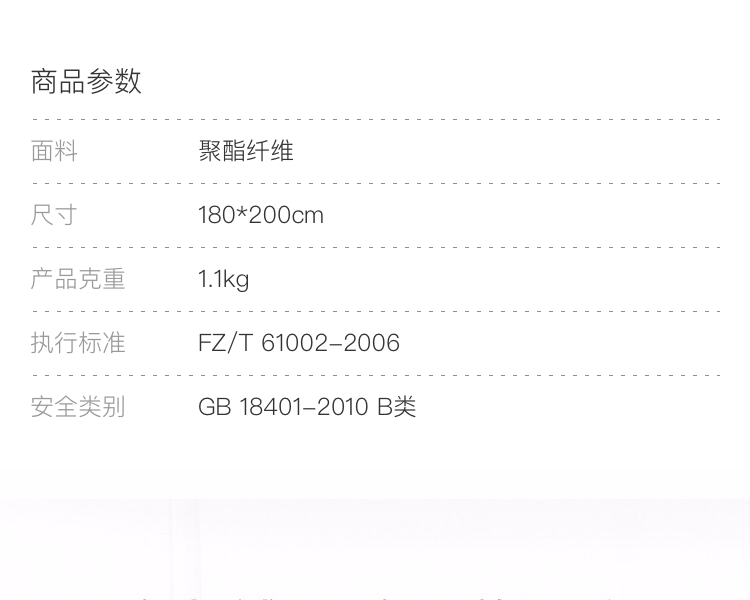 商品参数
面料 聚酯纤维
尺寸 180*200cm
产品克重 1.1kg
执行标准 FZ/T 61002-2006
安全类别 GB 18401-2010 B类